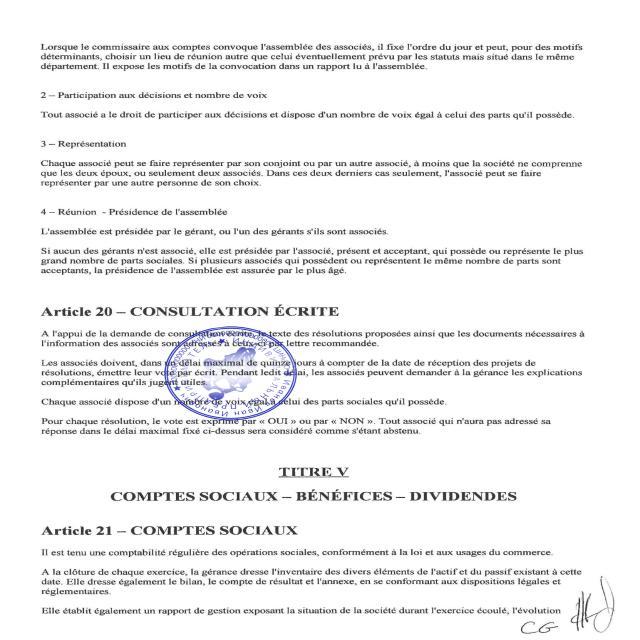 Lorsque le commissaire aux comptes convoque l'assemblée des associés, il fixe l'ordre du jour et peut, pour des motifs
déterminants, choisir un lieu de réunion autre que celui éventuellement prévu par les statuts mais situé dans le même
département. Il expose les motifs de la convocation dans un rapport lu à l'assemblée.
2 – Participation aux décisions et nombre de voix
Tout associé a le droit de participer aux décisions et dispose d'un nombre de voix égal à celui des parts qu'il possède.
3 – Représentation
Chaque associé peut se faire représenter par son conjoint ou par un autre associé, à moins que la société ne comprenne
que les deux époux, ou seulement deux associés. Dans ces deux derniers cas seulement, l'associé peut se faire
représenter par une autre personne de son choix.
4 – Réunion - Présidence de l'assemblée
L'assemblée est présidée par le gérant, ou l'un des gérants s'ils sont associés.
Si aucun des gérants n'est associé, elle est présidée par l'associé, présent et acceptant, qui possède ou représente le plus
grand nombre de parts sociales. Si plusieurs associés qui possèdent ou représentent le même nombre de parts sont
acceptants, la présidence de l'assemblée est assurée par le plus âgé.
Article 20 – CONSULTATION ÉCRITE
A l'appui de la demande de consultation écrite, le texte des résolutions proposées ainsi que les documents nécessaires à
l'information des associés sont adressés à ceux-ci par lettre recommandée.
Les associés doivent, dans un délai maximal de quinze jours à compter de la date de réception des projets de
résolutions, émettre leur vote par écrit. Pendant ledit délai, les associés peuvent demander à la gérance les explications
complémentaires qu'ils jugent utiles.
Chaque associé dispose d'un nombre de voix égal à celui des parts sociales qu'il possède.
Pour chaque résolution, le vote est exprimé par « OUI » ou par « NON ». Tout associé qui n'aura pas adressé sa
réponse dans le délai maximal fixé ci-dessus sera considéré comme s'étant abstenu.
TITRE V
COMPTES SOCIAUX – BÉNÉFICES – DIVIDENDES
Article 21 – COMPTES SOCIAUX
Il est tenu une comptabilité régulière des opérations sociales, conformément à la loi et aux usages du commerce.
A la clôture de chaque exercice, la gérance dresse l'inventaire des divers éléments de l'actif et du passif existant à cette
date. Elle dresse également le bilan, le compte de résultat et l'annexe, en se conformant aux dispositions légales et
réglementaires.
Elle établit également un rapport de gestion exposant la situation de la société durant l'exercice écoulé, l'évolution
CG